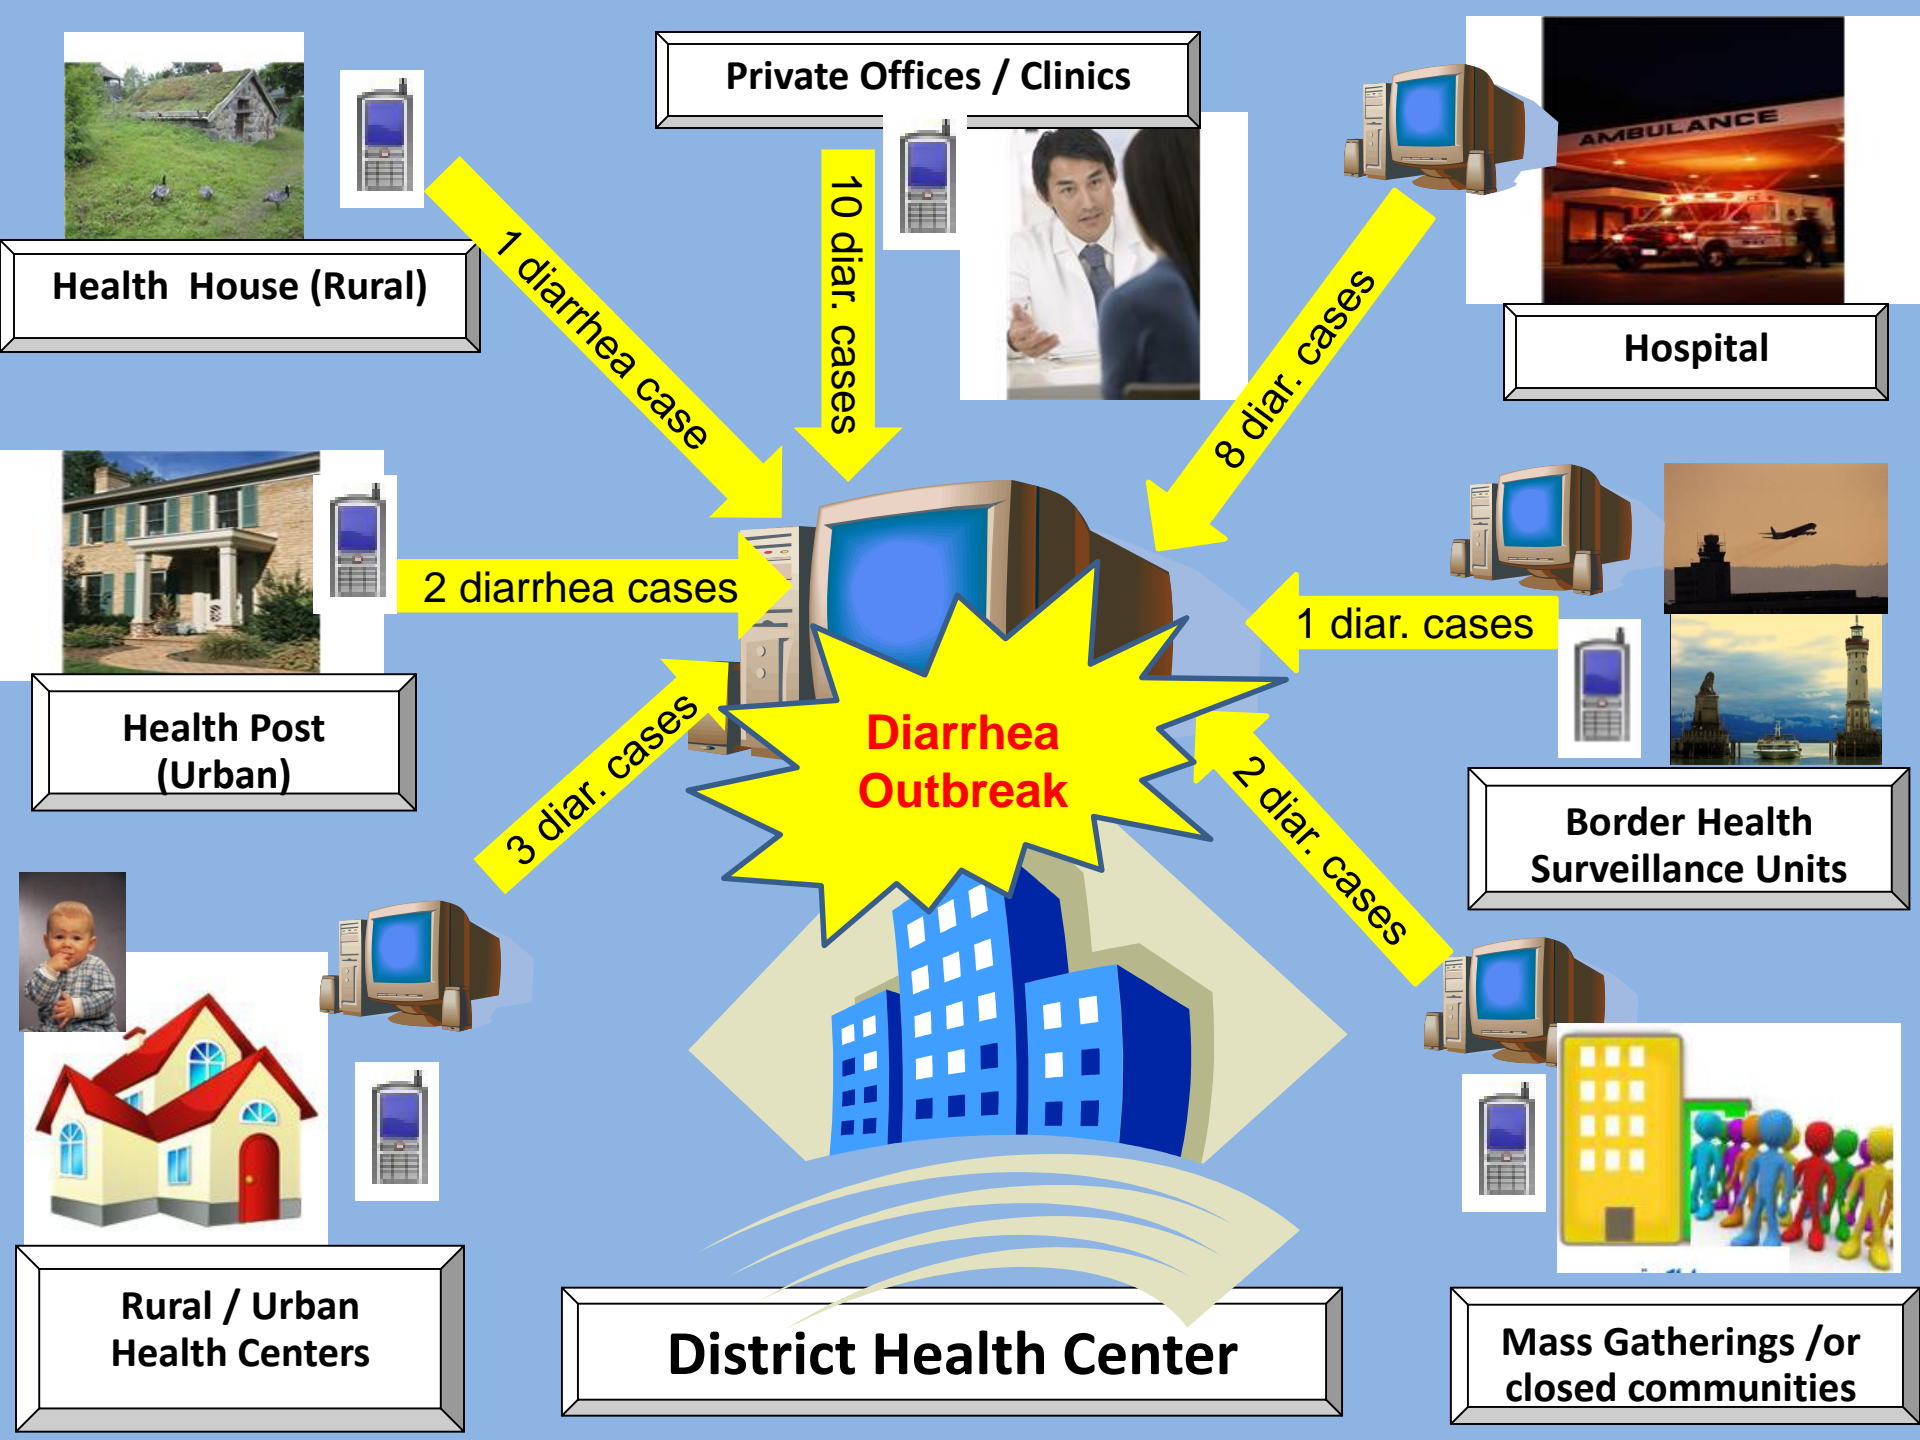 Private Offices / Clinics
AMBULANCE
Health House (Rural)
Hospital
1 diarrhea case
10 diar. cases
8 diar. cases
2 diarrhea cases
1 diar. cases
Health Post
(Urban)
3 diar. cases
Diarrhea
Outbreak
2 diar. cases
Border Health
Surveillance Units
Rural / Urban
Health Centers
District Health Center
Mass Gatherings /or
closed communities